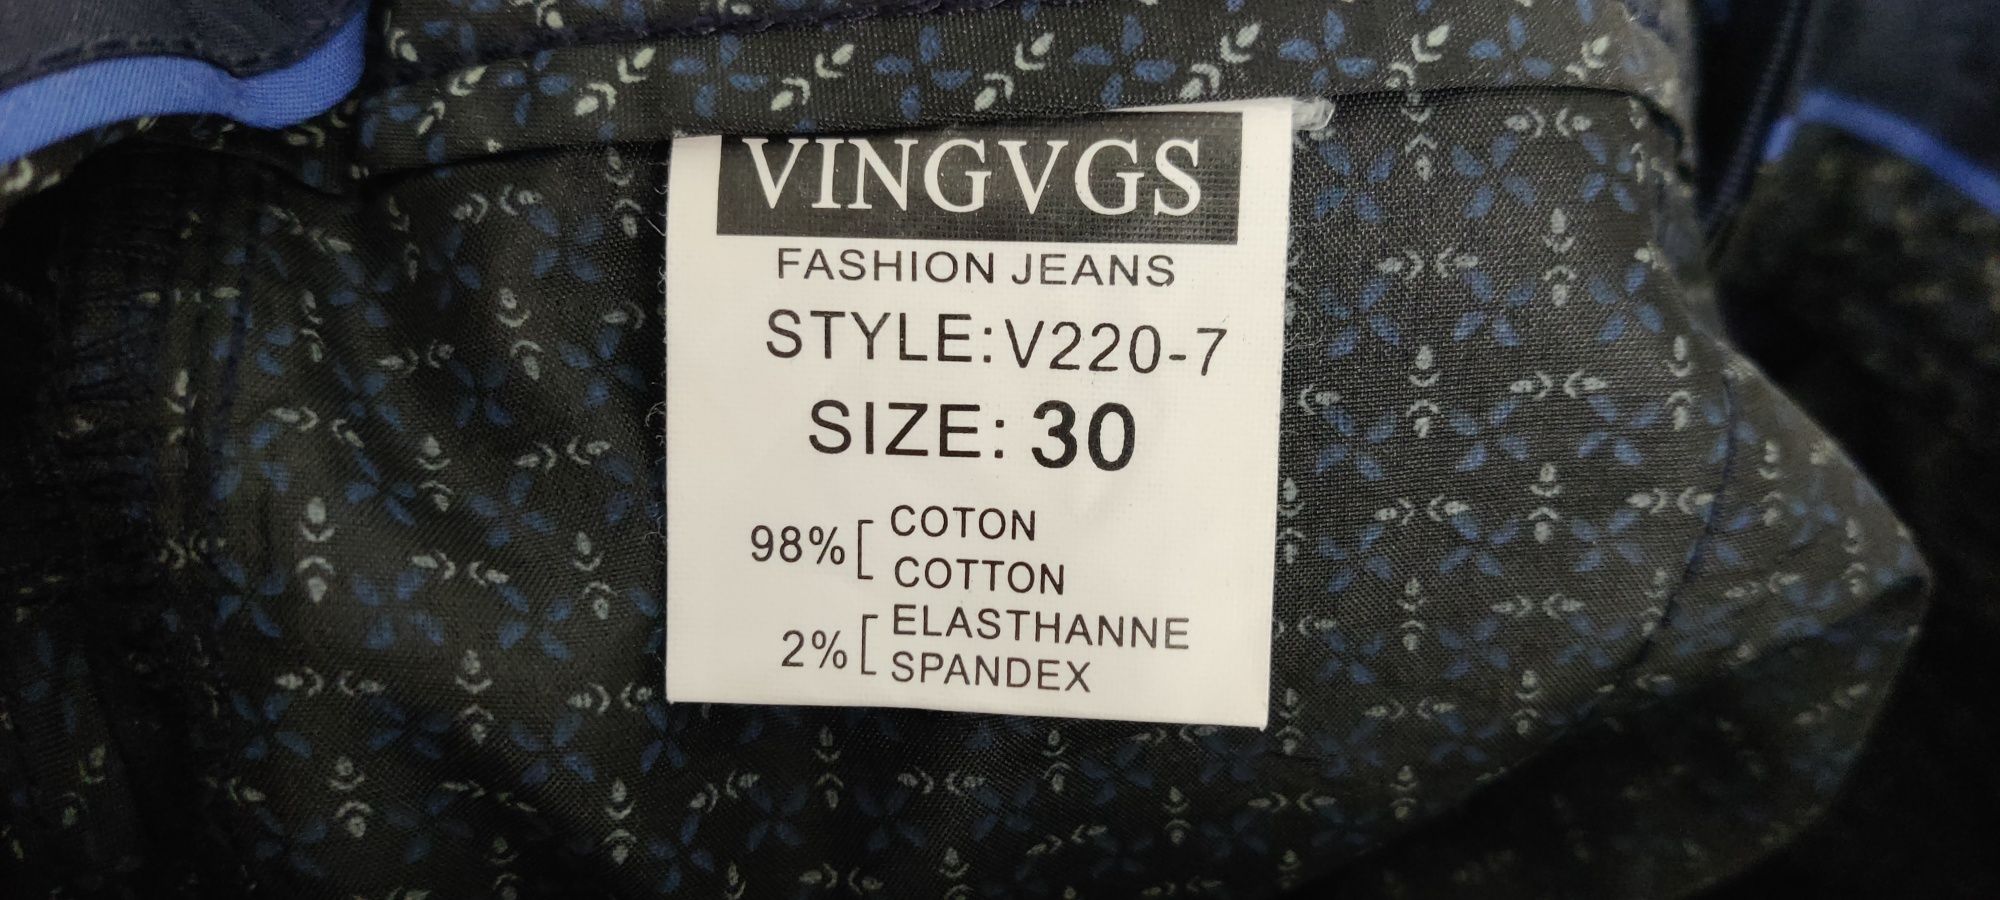 VINGVGS
FASHION JEANS
STYLE:V220-7
SIZE: 30
98% [ COTON
COTTON
2% [ ELASTHANNE
SPANDEX